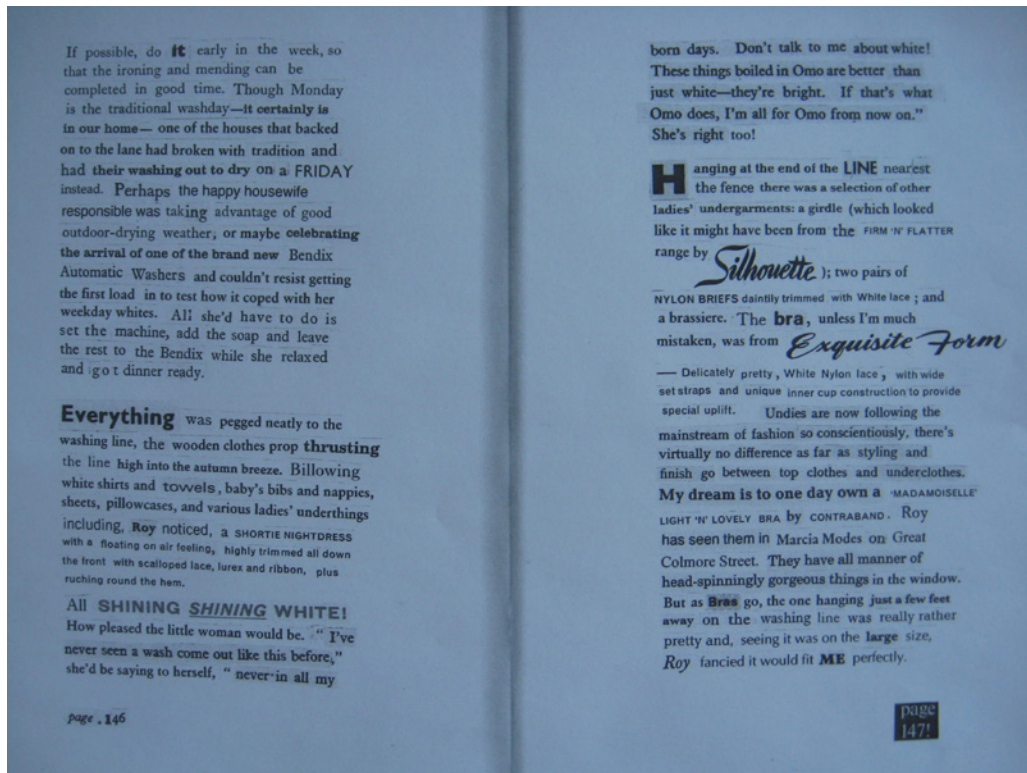 If possible, do it early in the week, so
that the ironing and mending can be
completed in good time. Though Monday
is the traditional washday—it certainly is
in our home— one of the houses that backed
on to the lane had broken with tradition and
had their washing out to dry on a FRIDAY
instead. Perhaps the happy housewife
responsible was taking advantage of good
outdoor-drying weather, or maybe celebrating
the arrival of one of the brand new Bendix
Automatic Washers and couldn't resist getting
the first load in to test how it coped with her
weekday whites. All she'd have to do is
set the machine, add the soap and leave
the rest to the Bendix while she relaxed
and got dinner ready.
Everything was pegged neatly to the
washing line, the wooden clothes prop thrusting
the line high into the autumn breeze. Billowing
white shirts and towels, baby's bibs and nappies,
sheets, pillowcases, and various ladies' underthings
including, Roy noticed, a SHORTIE NIGHTDRESS
with a floating on air feeling, highly trimmed all down
the front with scalloped lace, lurex and ribbon, plus
ruching round the hem.
All SHINING SHINING WHITE!
How pleased the little woman would be. "I've
never seen a wash come out like this before,"
she'd be saying to herself, "never in all my
page . 146
born days. Don't talk to me about white!
These things boiled in Omo are better than
just white—they're bright. If that's what
Omo does, I'm all for Omo from now on."
She's right too!
Hanging at the end of the LINE nearest
the fence there was a selection of other
ladies' undergarments: a girdle (which looked
like it might have been from the FIRM 'N' FLATTER
range by Silhouette ); two pairs of
NYLON BRIEFS daintily trimmed with White lace ; and
a brassiere. The bra, unless I'm much
mistaken, was from Exquisite Form
— Delicately pretty, White Nylon lace, with wide
set straps and unique inner cup construction to provide
special uplift. Undies are now following the
mainstream of fashion so conscientiously, there's
virtually no difference as far as styling and
finish go between top clothes and underclothes.
My dream is to one day own a 'MADAMOISELLE'
LIGHT 'N' LOVELY BRA by CONTRABAND. Roy
has seen them in Marcia Modes on Great
Colmore Street. They have all manner of
head-spinningly gorgeous things in the window.
But as Bras go, the one hanging just a few feet
away on the washing line was really rather
pretty and, seeing it was on the large size,
Roy fancied it would fit ME perfectly.
page
147!